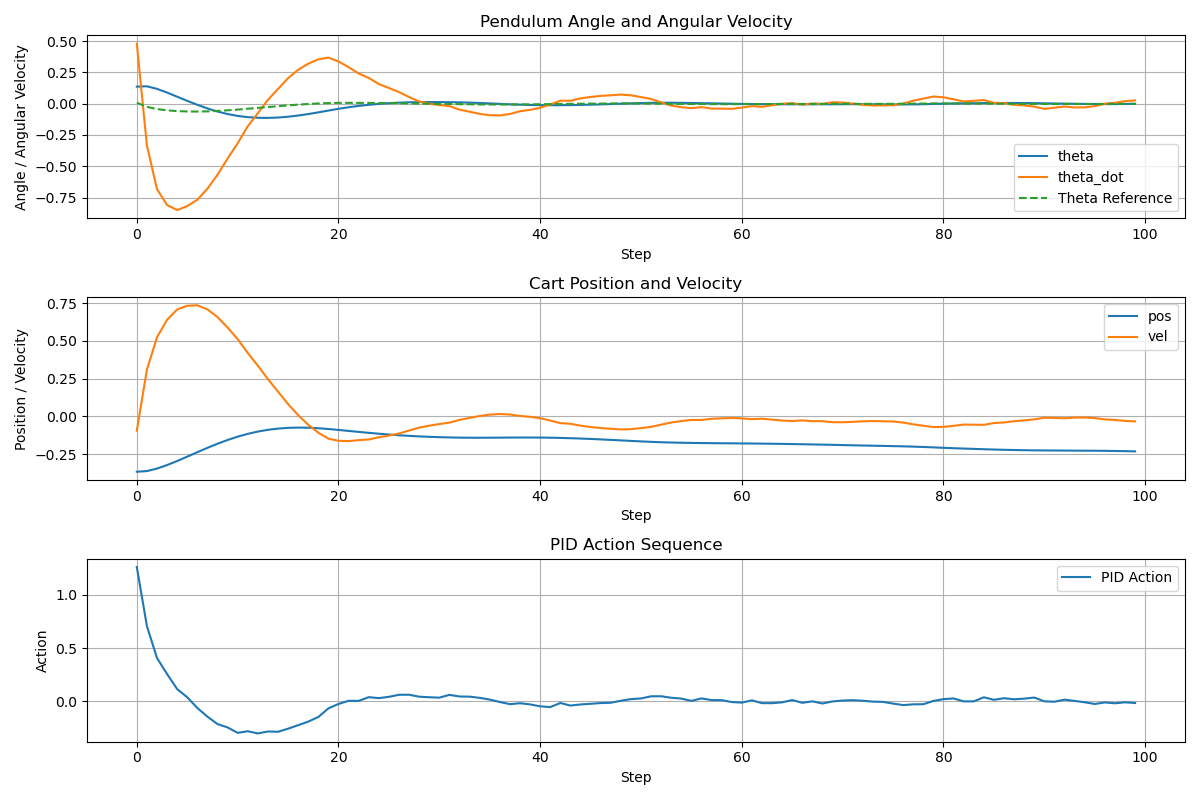 Pendulum Angle and Angular Velocity
Angle / Angular Velocity
0.50
0.25
0.00
−0.25
−0.50
−0.75
theta
theta_dot
Theta Reference
0 20 40 60 80 100
Step
Cart Position and Velocity
Position / Velocity
0.75
0.50
0.25
0.00
−0.25
pos
vel
0 20 40 60 80 100
Step
PID Action Sequence
Action
1.0
0.5
0.0
PID Action
0 20 40 60 80 100
Step